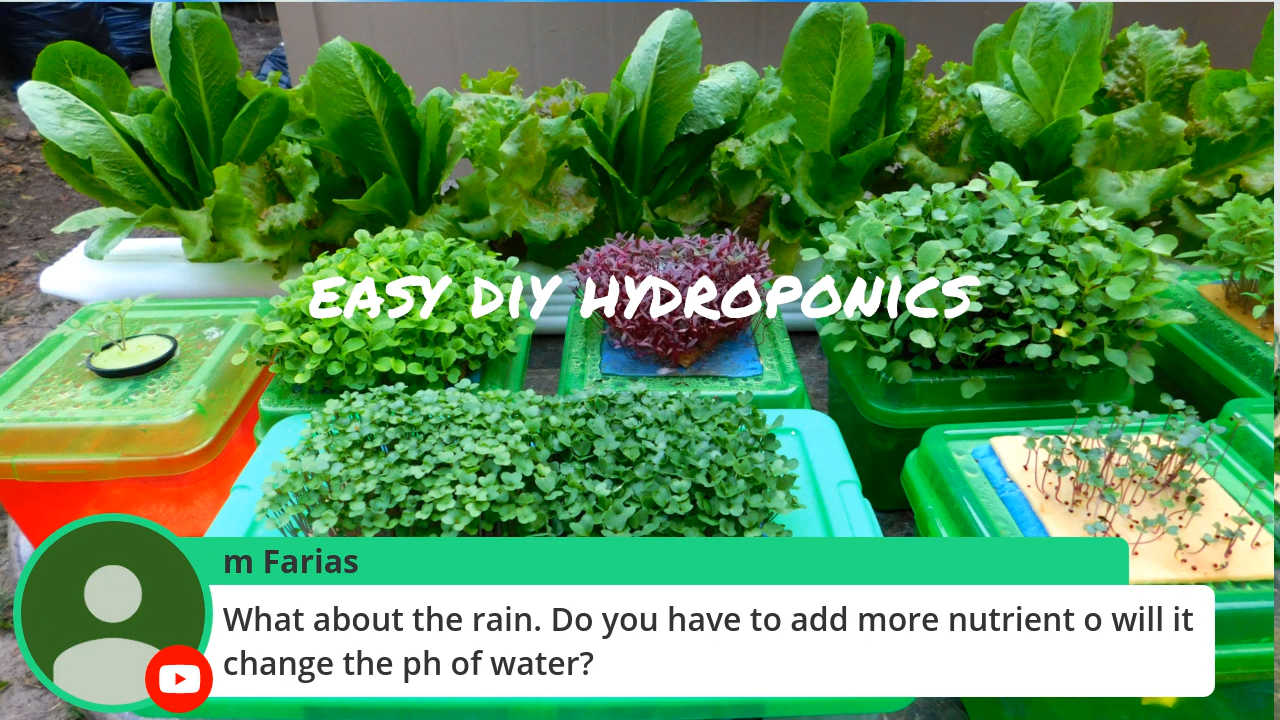 EASY DIY HYDROPONICS
m Farias
What about the rain. Do you have to add more nutrient o will it
change the ph of water?